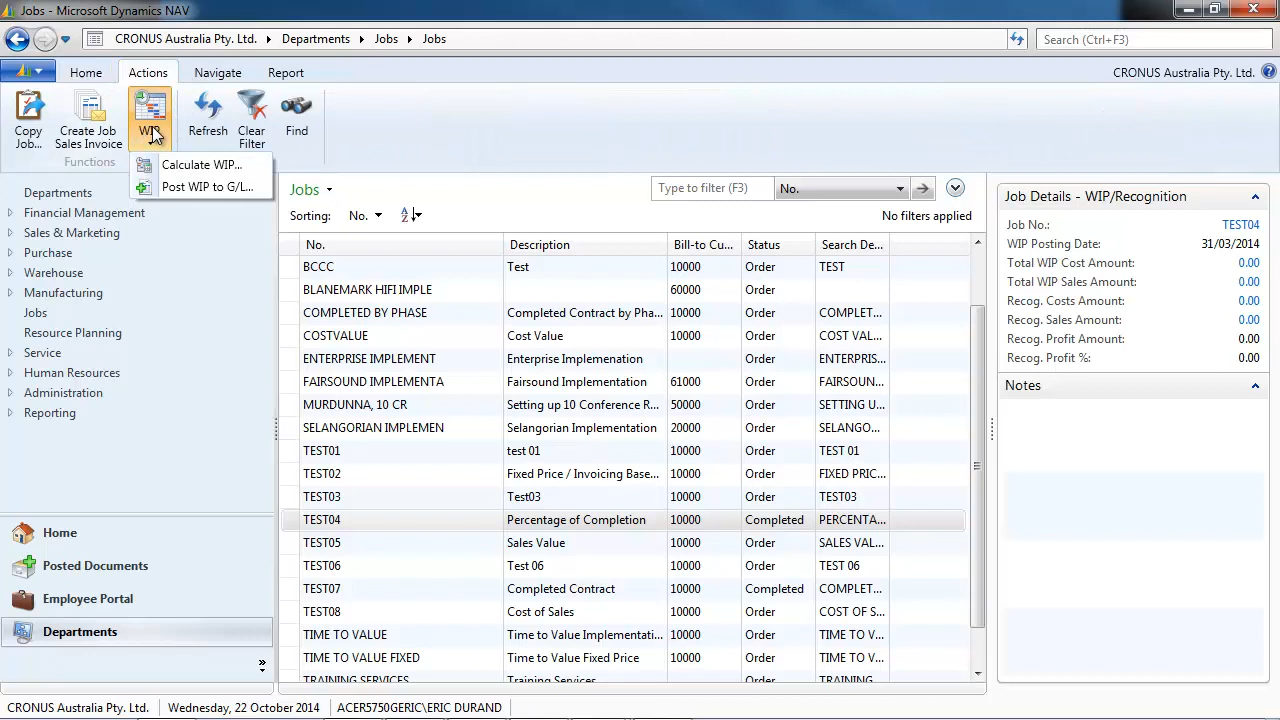 Jobs - Microsoft Dynamics NAV
CRONUS Australia Pty. Ltd. Departments Jobs Jobs
Search (Ctrl+F3)
Home Actions Navigate Report
CRONUS Australia Pty. Ltd.
Copy Job...
Create Job Sales Invoice
WIP
Refresh
Clear Filter
Find
Functions
Calculate WIP...
Post WIP to G/L...
Departments
Financial Management
Sales & Marketing
Purchase
Warehouse
Manufacturing
Jobs
Resource Planning
Service
Human Resources
Administration
Reporting
Home
Posted Documents
Employee Portal
Departments
Jobs
Type to filter (F3) No.
Sorting: No. A Z
No filters applied
No. Description Bill-to Cu... Status Search De...
BCCC Test 10000 Order TEST
BLANEMARK HIFI IMPLE 60000 Order
COMPLETED BY PHASE Completed Contract by Pha... 10000 Order COMPLET...
COSTVALUE Cost Value 10000 Order COST VAL...
ENTERPRISE IMPLEMENT Enterprise Implemenation Order ENTERPRIS...
FAIRSOUND IMPLEMENTA Fairsound Implementation 61000 Order FAIRSOUN...
MURDUNNA, 10 CR Setting up 10 Conference R... 50000 Order SETTING U...
SELANGORIAN IMPLEMEN Selangorian Implementation 20000 Order SELANGO...
TEST01 test 01 10000 Order TEST 01
TEST02 Fixed Price / Invoicing Base... 10000 Order FIXED PRIC...
TEST03 Test03 10000 Order TEST03
TEST04 Percentage of Completion 10000 Completed PERCENTA...
TEST05 Sales Value 10000 Order SALES VAL...
TEST06 Test 06 10000 Order TEST 06
TEST07 Completed Contract 10000 Completed COMPLET...
TEST08 Cost of Sales 10000 Order COST OF S...
TIME TO VALUE Time to Value Implementati... 10000 Order TIME TO V...
TIME TO VALUE FIXED Time to Value Fixed Price 10000 Order TIME TO V...
TRAINING SERVICES Training Services 10000 Order TRAINING
Job Details - WIP/Recognition
Job No.: TEST04
WIP Posting Date: 31/03/2014
Total WIP Cost Amount: 0.00
Total WIP Sales Amount: 0.00
Recog. Costs Amount: 0.00
Recog. Sales Amount: 0.00
Recog. Profit Amount: 0.00
Recog. Profit %: 0.00
Notes
CRONUS Australia Pty. Ltd. Wednesday, 22 October 2014 ACER5750GERIC\ERIC DURAND